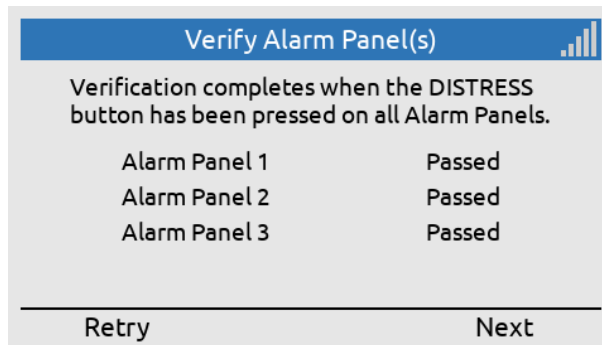 Verify Alarm Panel(s)
Verification completes when the DISTRESS
button has been pressed on all Alarm Panels.
Alarm Panel 1 Passed
Alarm Panel 2 Passed
Alarm Panel 3 Passed
Retry Next